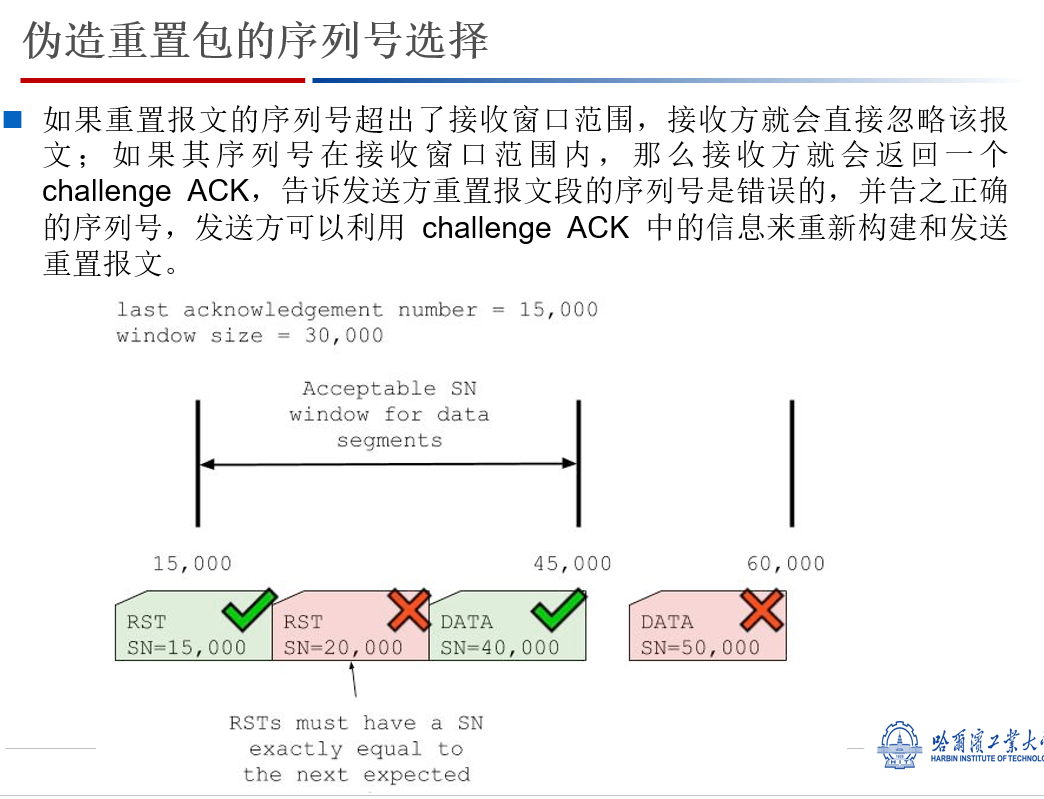 伪造重置包的序列号选择
如果重置报文的序列号超出了接收窗口范围，接收方就会直接忽略该报
文；如果其序列号在接收窗口范围内，那么接收方就会返回一个
challenge ACK，告诉发送方重置报文段的序列号是错误的，并告之正确
的序列号，发送方可以利用 challenge ACK 中的信息来重新构建和发送
重置报文。
last acknowledgement number = 15,000
window size = 30,000
Acceptable SN
window for data
segments
15,000
45,000
60,000
RST
SN=15,000
RST
SN=20,000
DATA
SN=40,000
DATA
SN=50,000
RSTs must have a SN
exactly equal to
the next expected
哈爾濱工業大
HARBIN INSTITUTE OF TECHNOLO
HIT